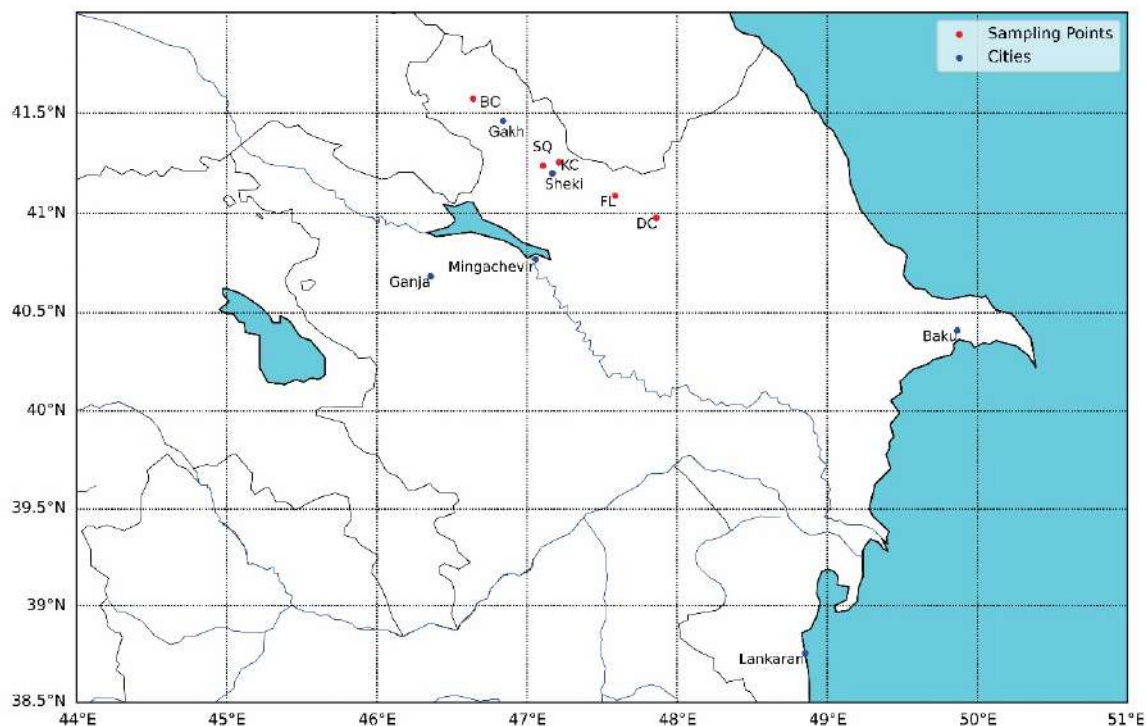 Sampling Points
Cities
41.5°N
BC
Gakh
SQ
KC
Sheki
FL
41°N
DC
Mingachevir
Ganja
40.5°N
Baku
40°N
39.5°N
39°N
Lankaran
38.5°N
44°E 45°E 46°E 47°E 48°E 49°E 50°E 51°E